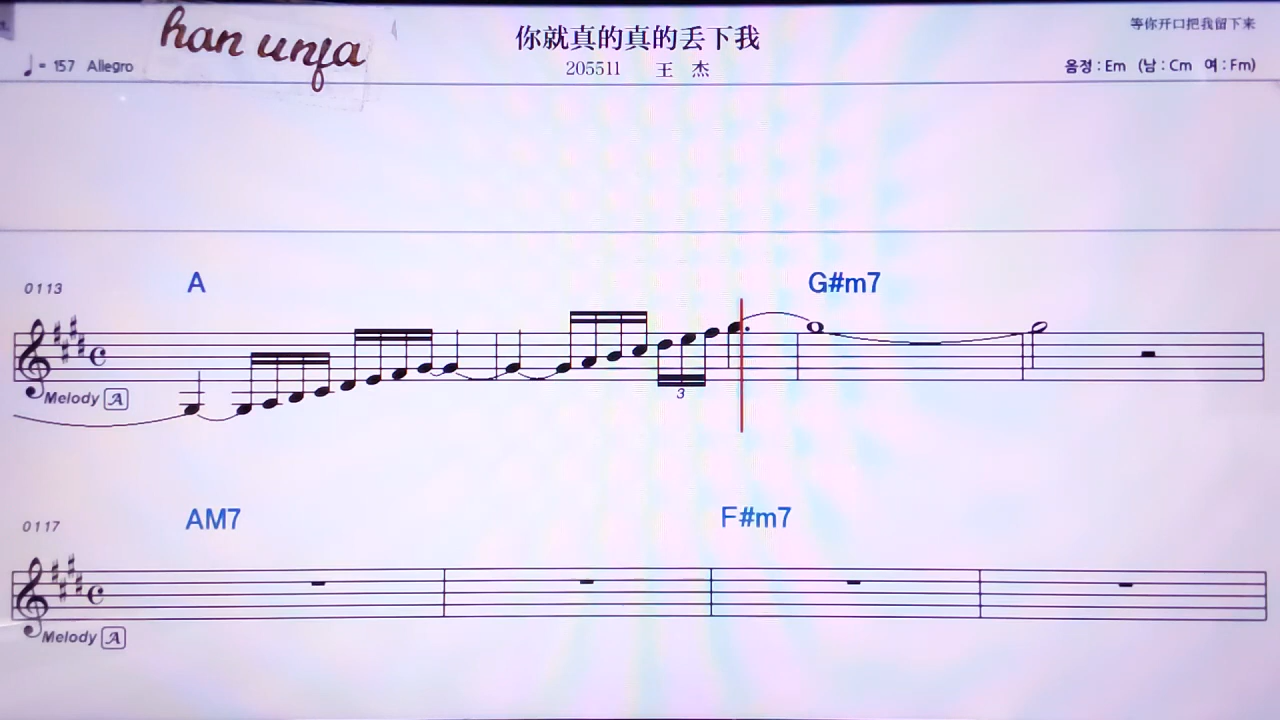 han unfa
你就真的真的丢下我
等你开口把我留下来
♩ = 157 Allegro
205511 王 杰
음정 : Em (남 : Cm 여 : Fm)
0113 A G#m7
Melody A
3
0117 AM7 F#m7
Melody A